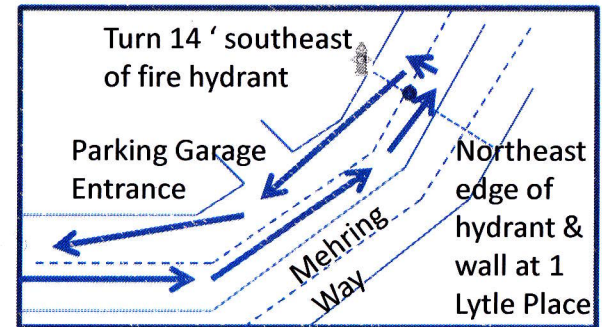 Turn 14 ‘ southeast
of fire hydrant
Parking Garage
Entrance
Northeast
edge of
hydrant &
wall at 1
Lytle Place
Mehring
Way